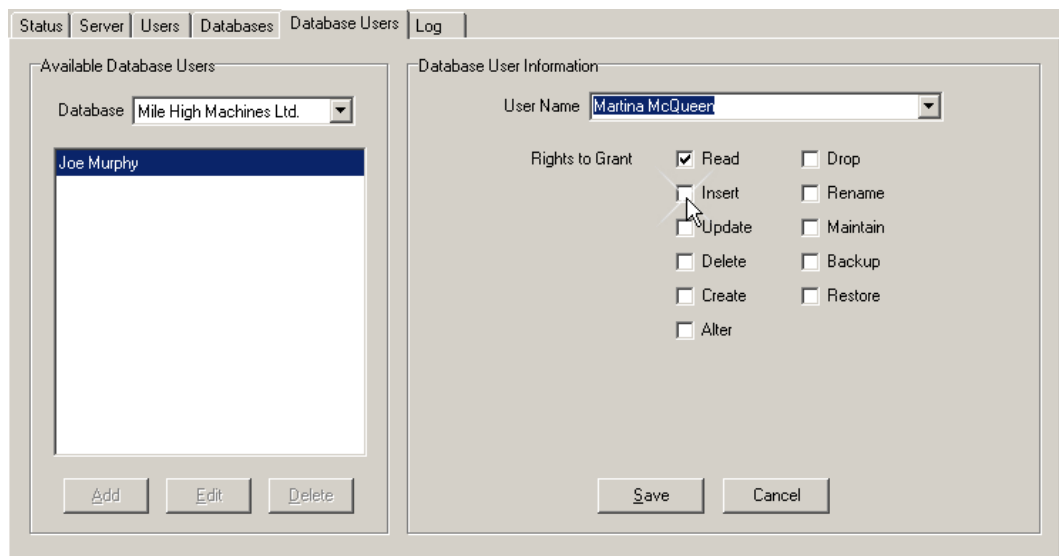 Status Server Users Databases Database Users Log
Available Database Users
Database Mile High Machines Ltd.
Joe Murphy
Add Edit Delete
Database User Information
User Name Martina McQueen
Rights to Grant Read Drop
Insert Rename
Update Maintain
Delete Backup
Create Restore
Alter
Save Cancel